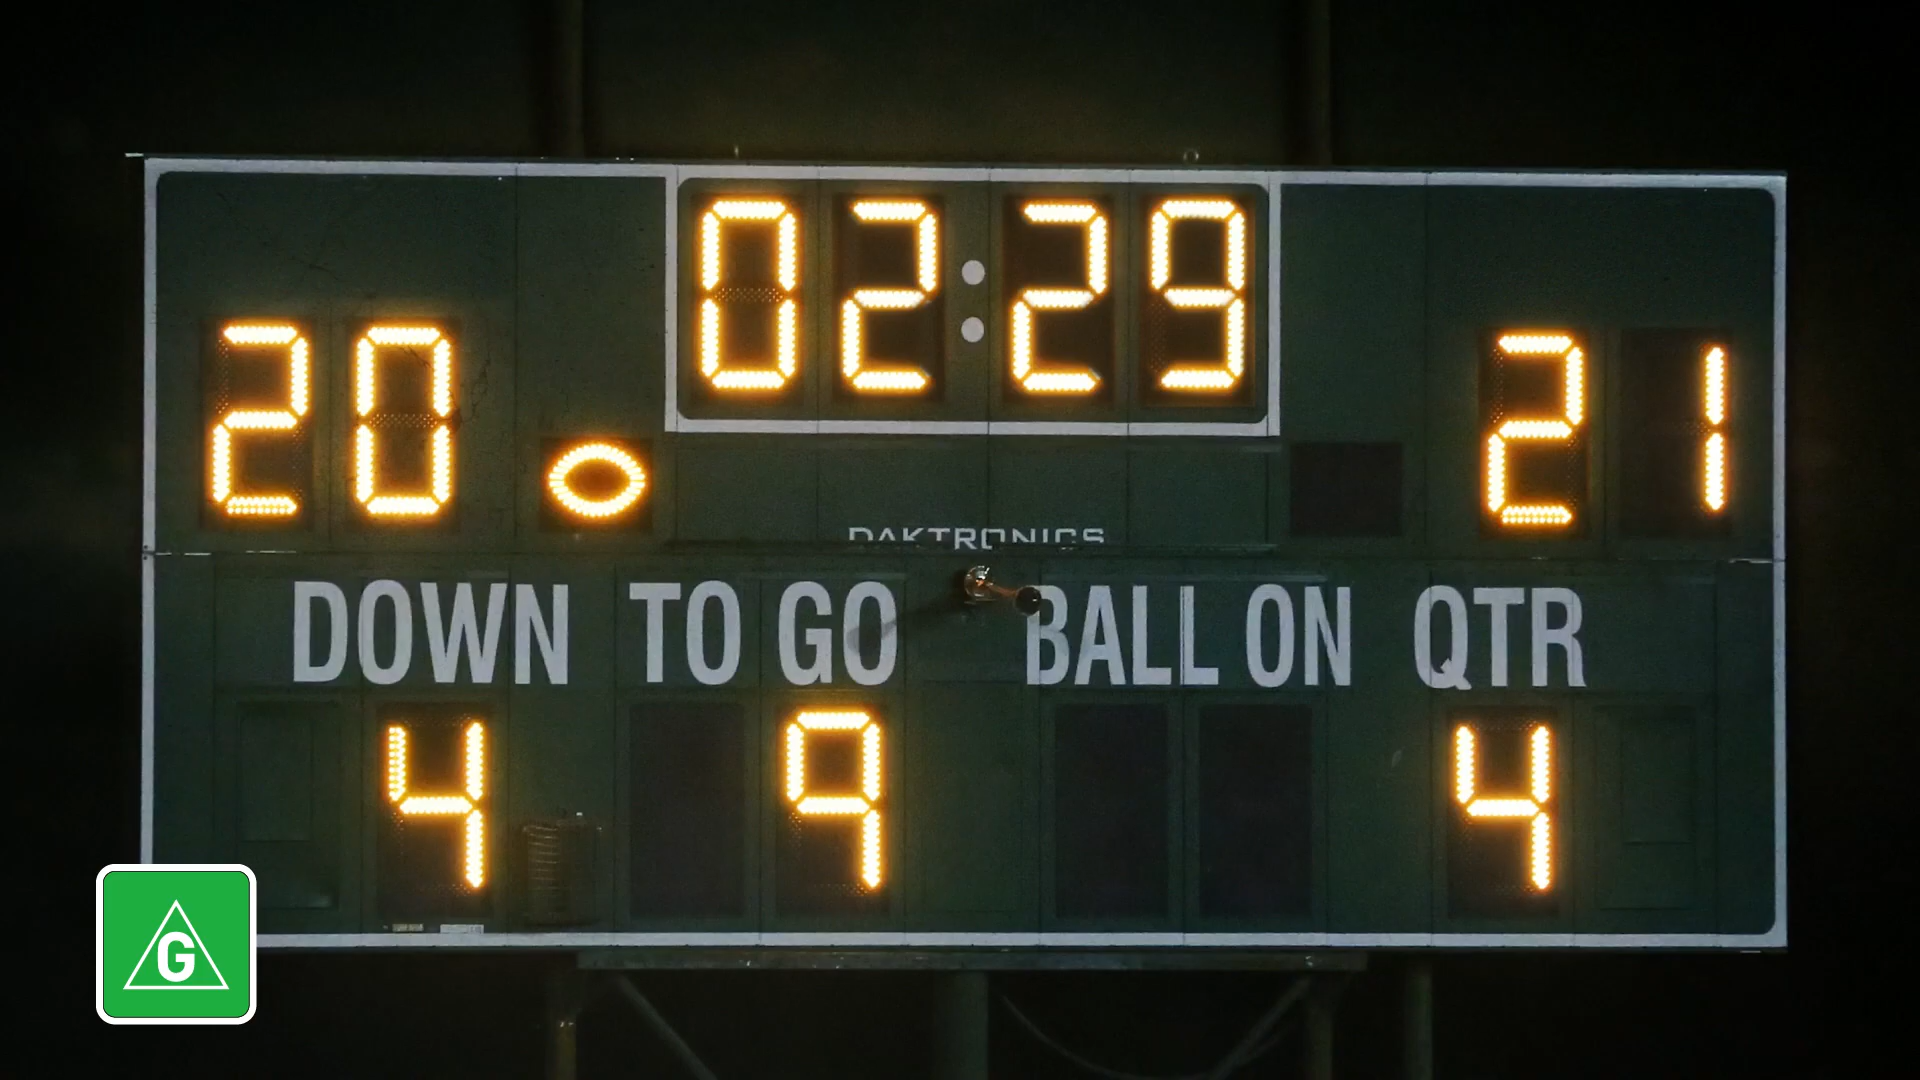 02:29
20 21
DAKTRONICS
DOWN TO GO BALL ON QTR
4 9 4
G